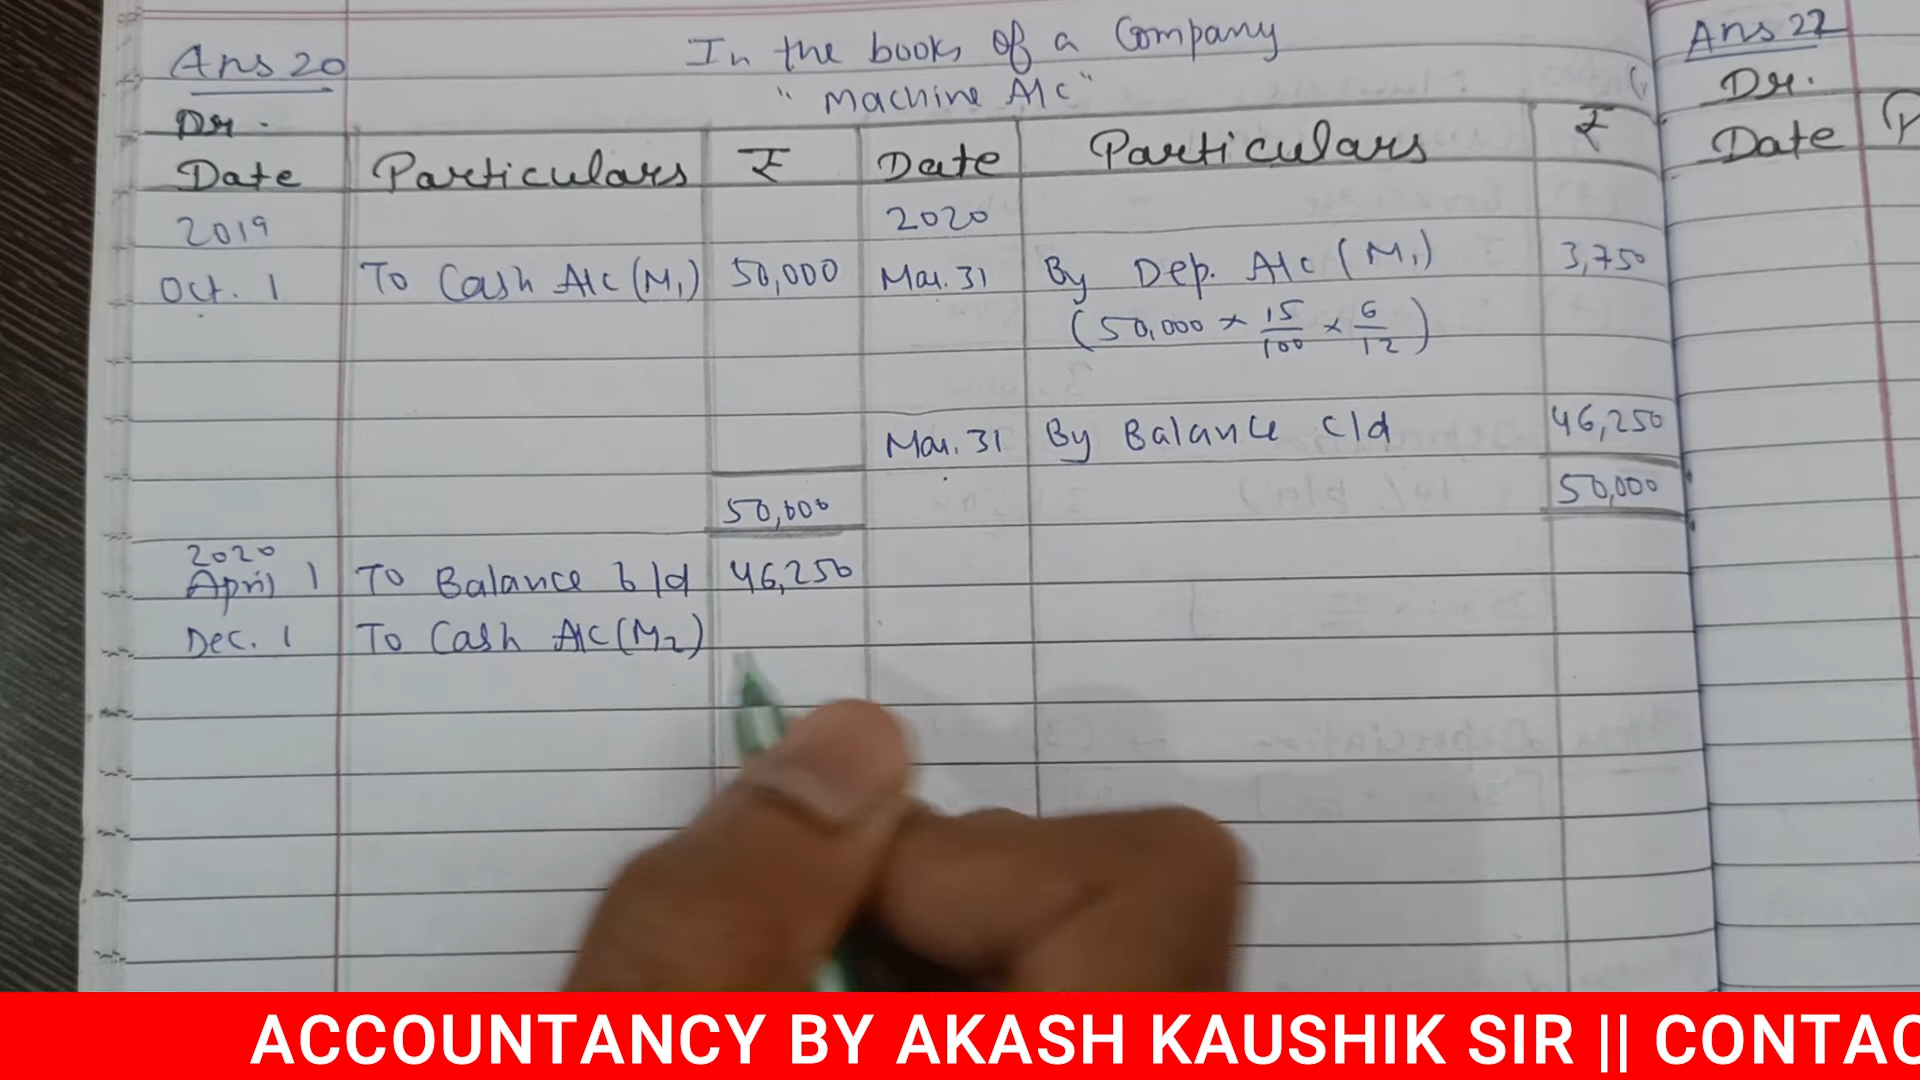 Ans 20 In the books of a Company Ans 22
"Machine A/c"
Dr. Dr.
Date Particulars ₹ Date Particulars ₹ Date
2019 2020
Oct. 1 To Cash A/c (M₁) 50,000 Mar. 31 By Dep. A/c (M₁) 3,750
(50,000 × 15/100 × 6/12)
Mar. 31 By Balance c/d 46,250
50,000 50,000
2020
April 1 To Balance b/d 46,250
Dec. 1 To Cash A/c (M₂)
ACCOUNTANCY BY AKASH KAUSHIK SIR || CONTAC